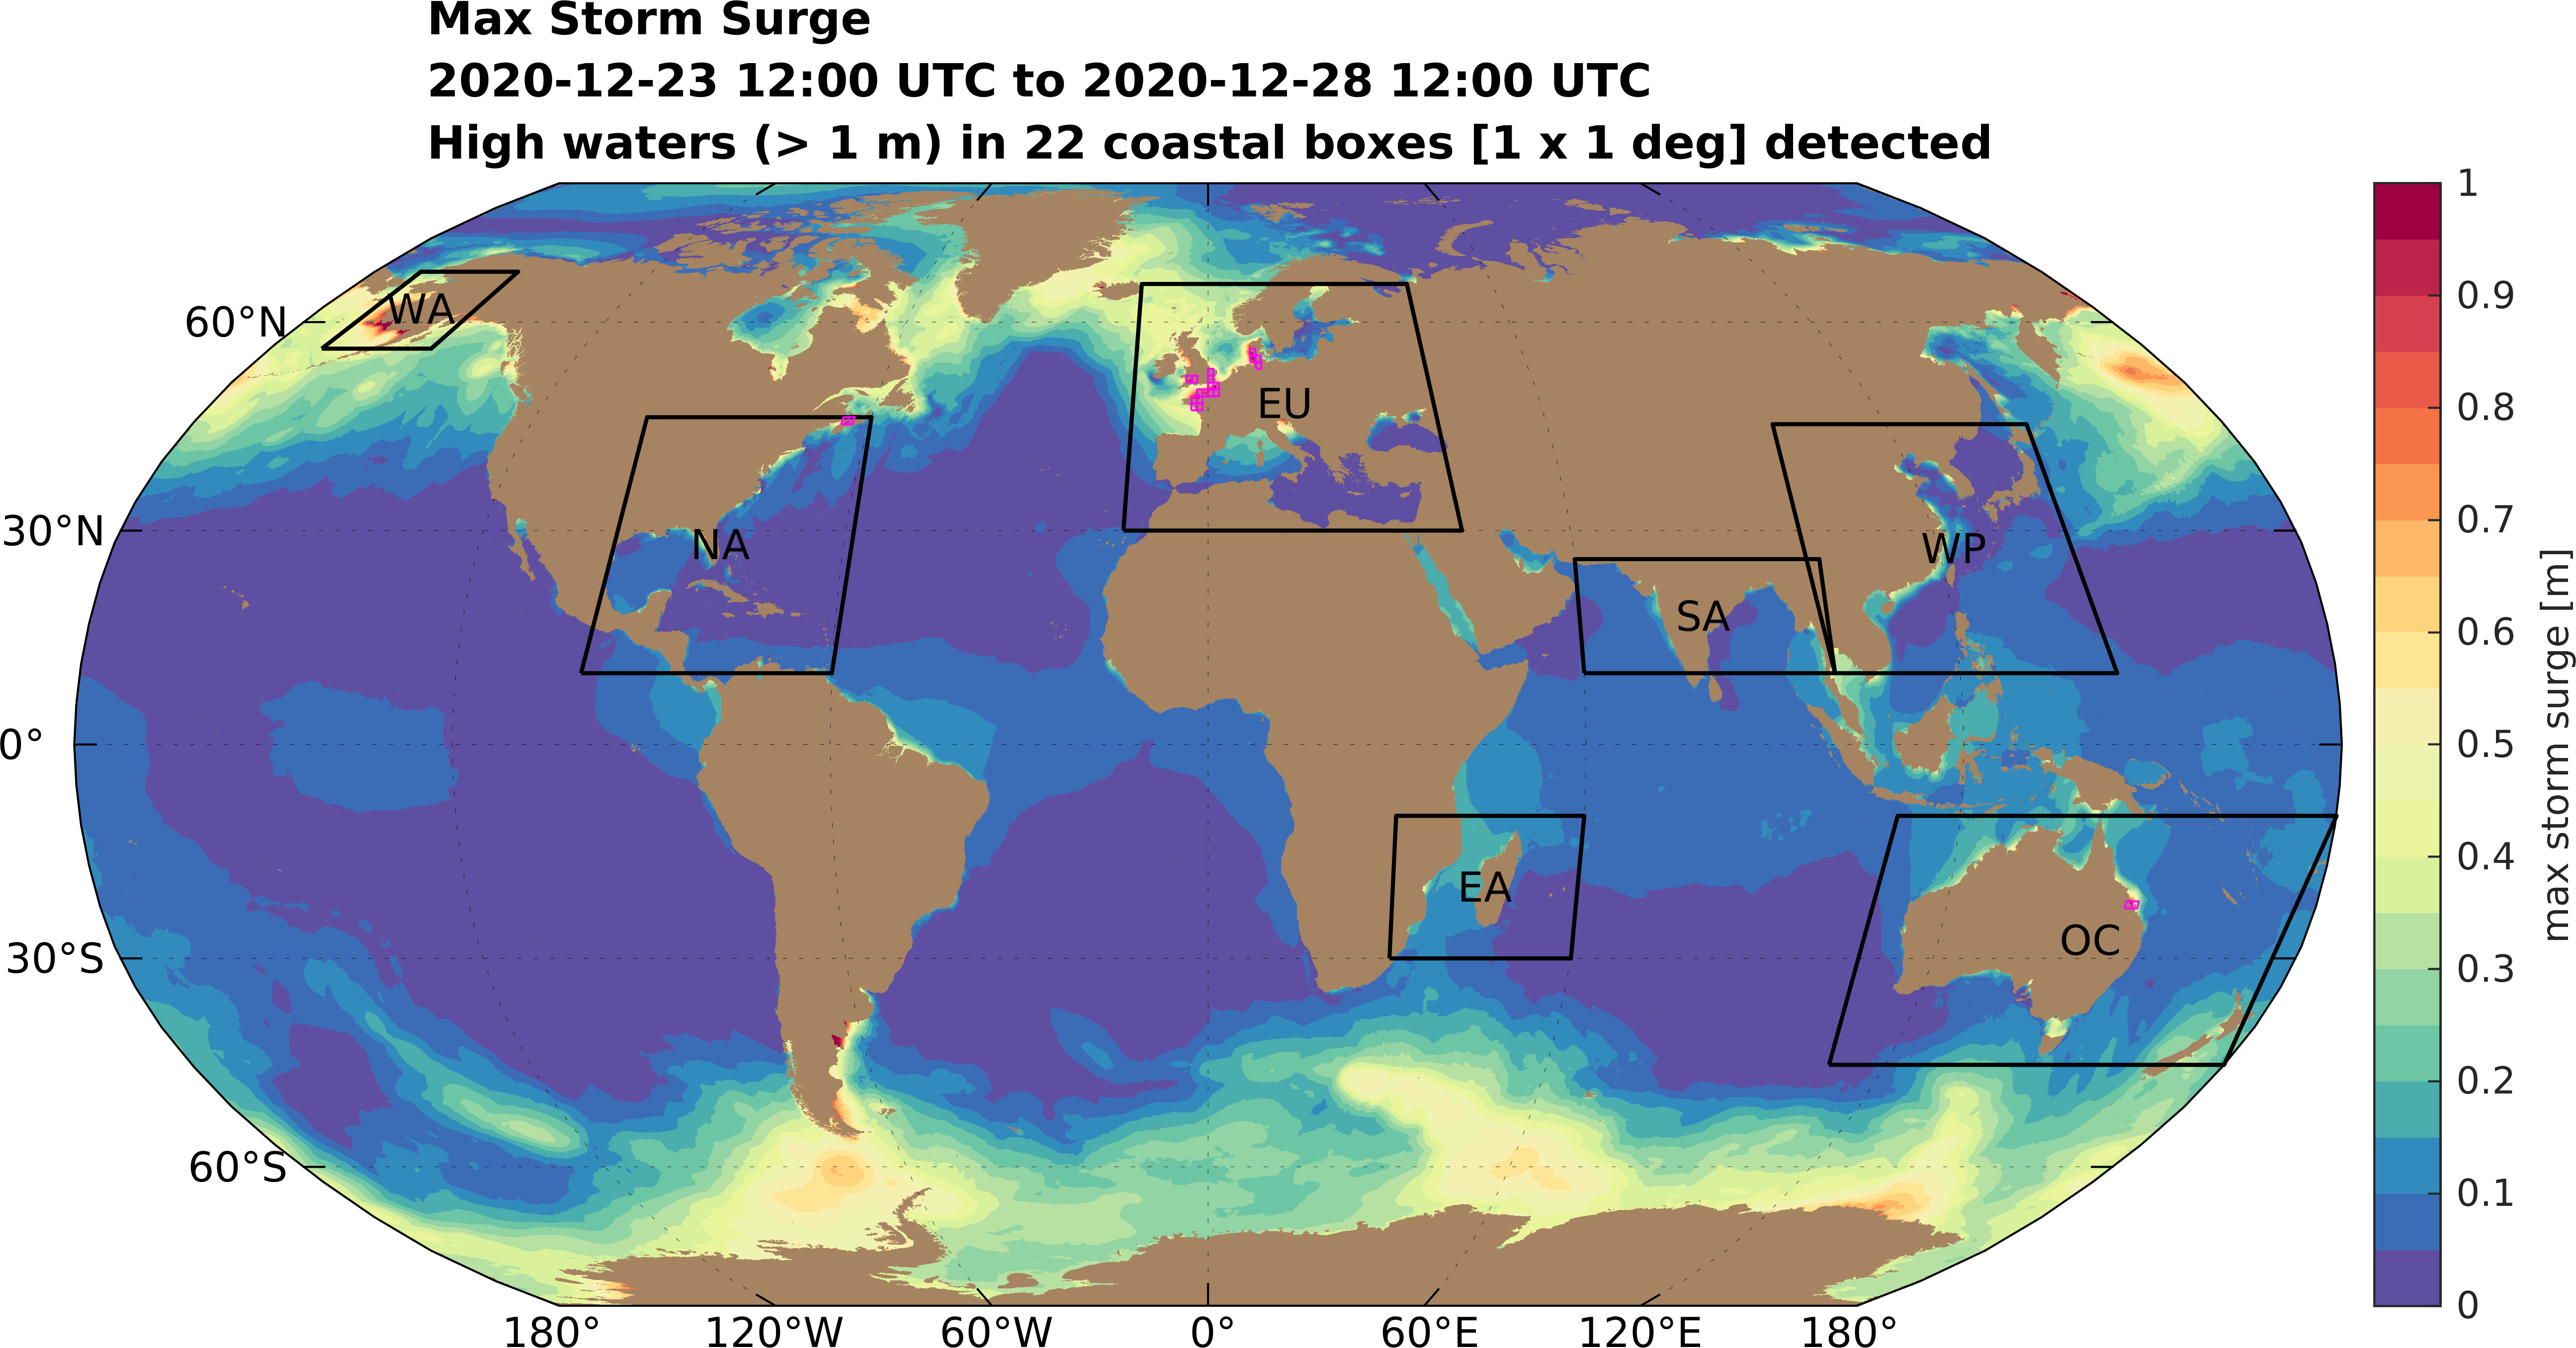 Max Storm Surge
2020-12-23 12:00 UTC to 2020-12-28 12:00 UTC
High waters (> 1 m) in 22 coastal boxes [1 x 1 deg] detected
60°N
30°N
0°
30°S
60°S
WA
NA
EU
SA
WP
EA
OC
180°
120°W
60°W
0°
60°E
120°E
180°
1
0.9
0.8
0.7
0.6
0.5
0.4
0.3
0.2
0.1
0
max storm surge [m]